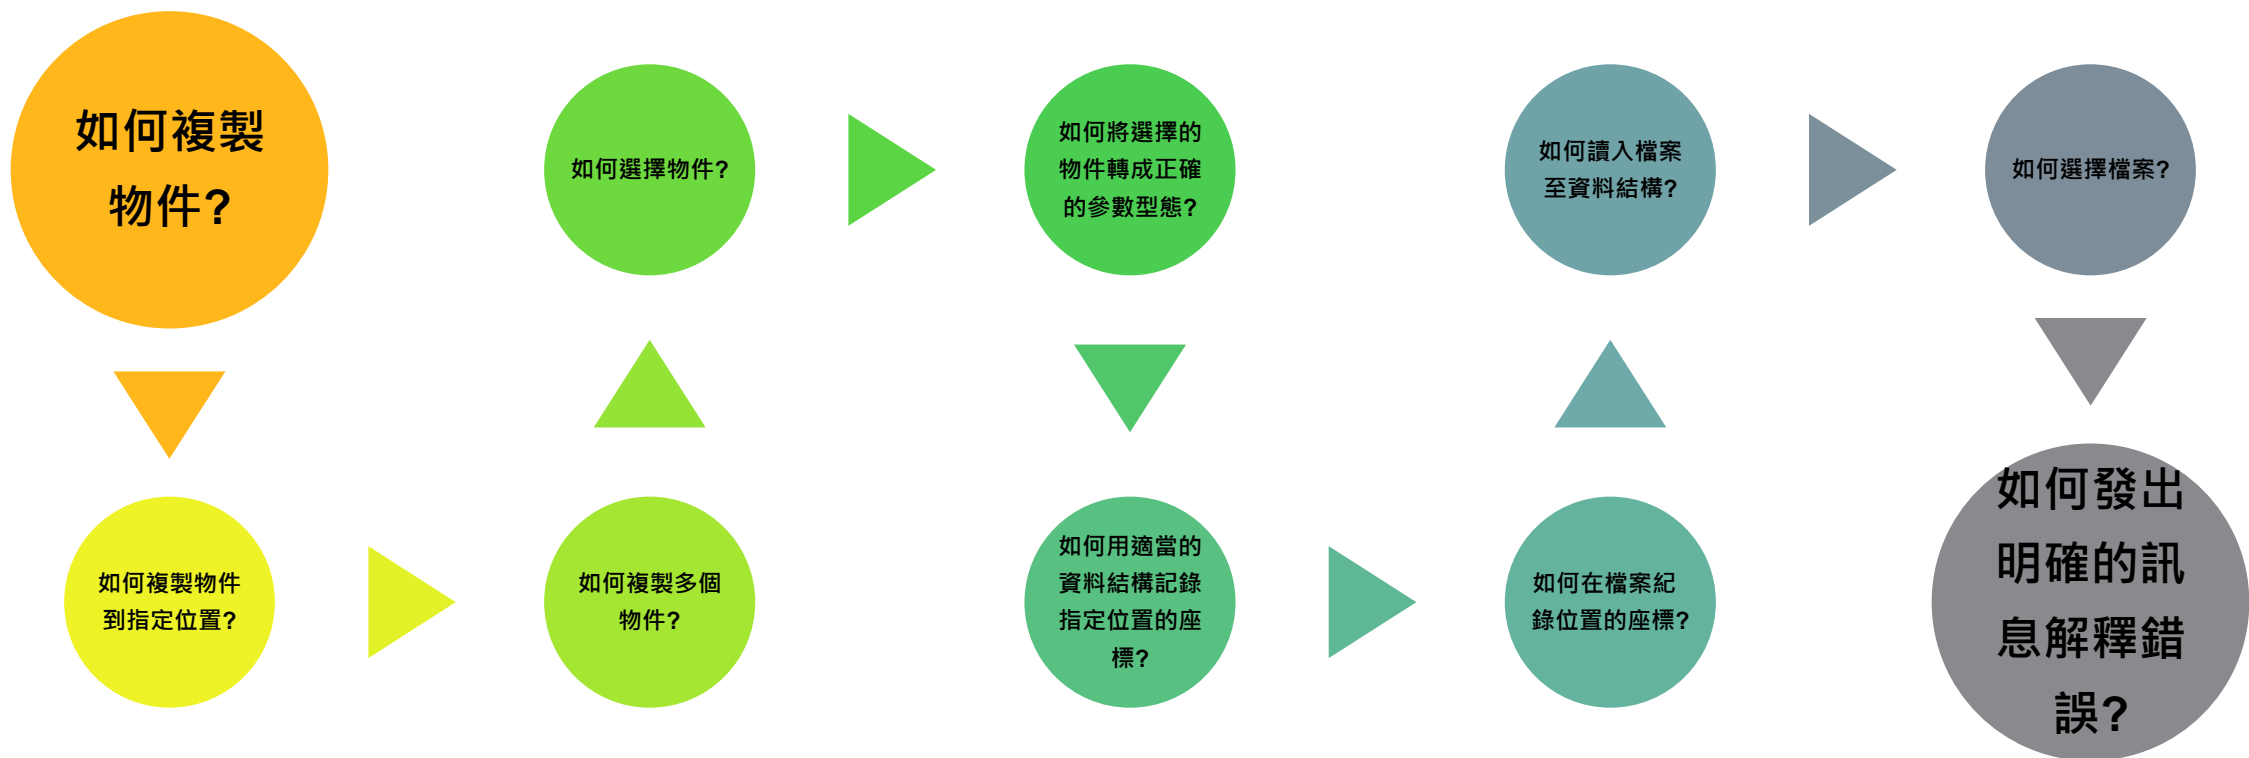 如何複製
物件?
如何複製物件
到指定位置?
如何複製多個
物件?
如何選擇物件?
如何將選擇的
物件轉成正確
的參數型態?
如何用適當的
資料結構記錄
指定位置的座
標?
如何在檔案紀
錄位置的座標?
如何讀入檔案
至資料結構?
如何選擇檔案?
如何發出
明確的訊
息解釋錯
誤?